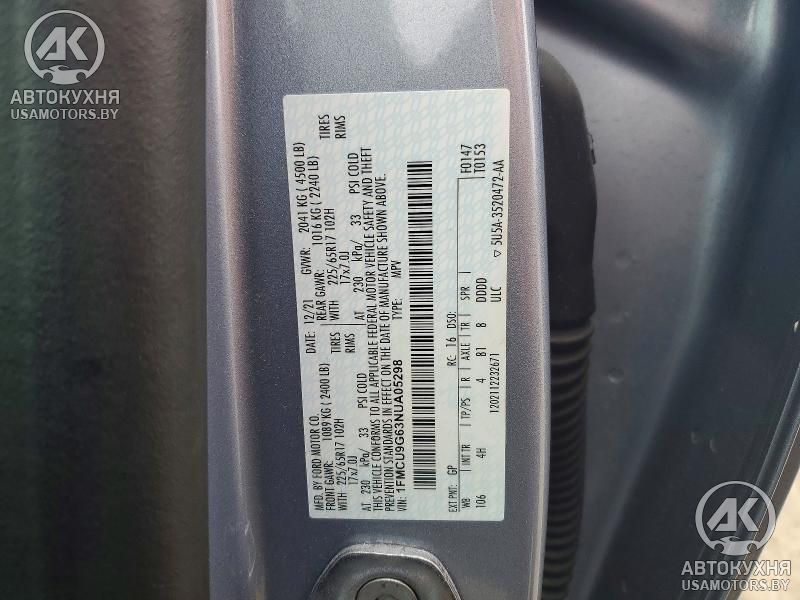 MFD. BY FORD MOTOR CO.
DATE: 12/21
GVWR: 2041 KG ( 4500 LB)
FRONT GAWR: 1089 KG ( 2400 LB)
REAR GAWR: 1016 KG ( 2240 LB)
WITH 225/65R17 102H TIRES
WITH 225/65R17 102H TIRES
17x7.0J RIMS
17x7.0J RIMS
AT 230 kPa/ 33 PSI COLD
AT 230 kPa/ 33 PSI COLD
THIS VEHICLE CONFORMS TO ALL APPLICABLE FEDERAL MOTOR VEHICLE SAFETY AND THEFT
PREVENTION STANDARDS IN EFFECT ON THE DATE OF MANUFACTURE SHOWN ABOVE.
VIN: 1FMCU9G63NUA05298
TYPE: MPV
F0147
T0153
EXT PNT: GP RC: 16 DSO:
WB INT TR TP/PS R AXLE TR SPR
106 4H 4 B1 B DDDD
1202112232671 ULC
▽ 5U5A-3520472-AA
AK
АВТОКУХНЯ
USAMOTORS.BY
AK
АВТОКУХНЯ
USAMOTORS.BY